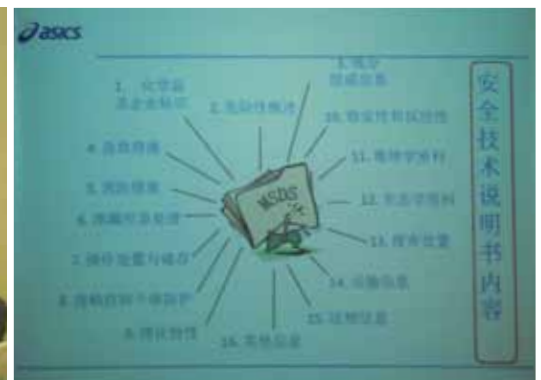 asics
1. 化学品
及企业标识
2. 危险性概述
3. 成分
组成信息
4. 急救措施
5. 消防措施
6. 泄漏应急处理
7. 操作处置与储存
8. 接触控制个体防护
9. 理化特性
10. 稳定性和反应性
11. 毒理学资料
12. 生态学资料
13. 废弃处置
14. 运输信息
15. 法规信息
16. 其他信息
MSDS
安全技术说明书内容